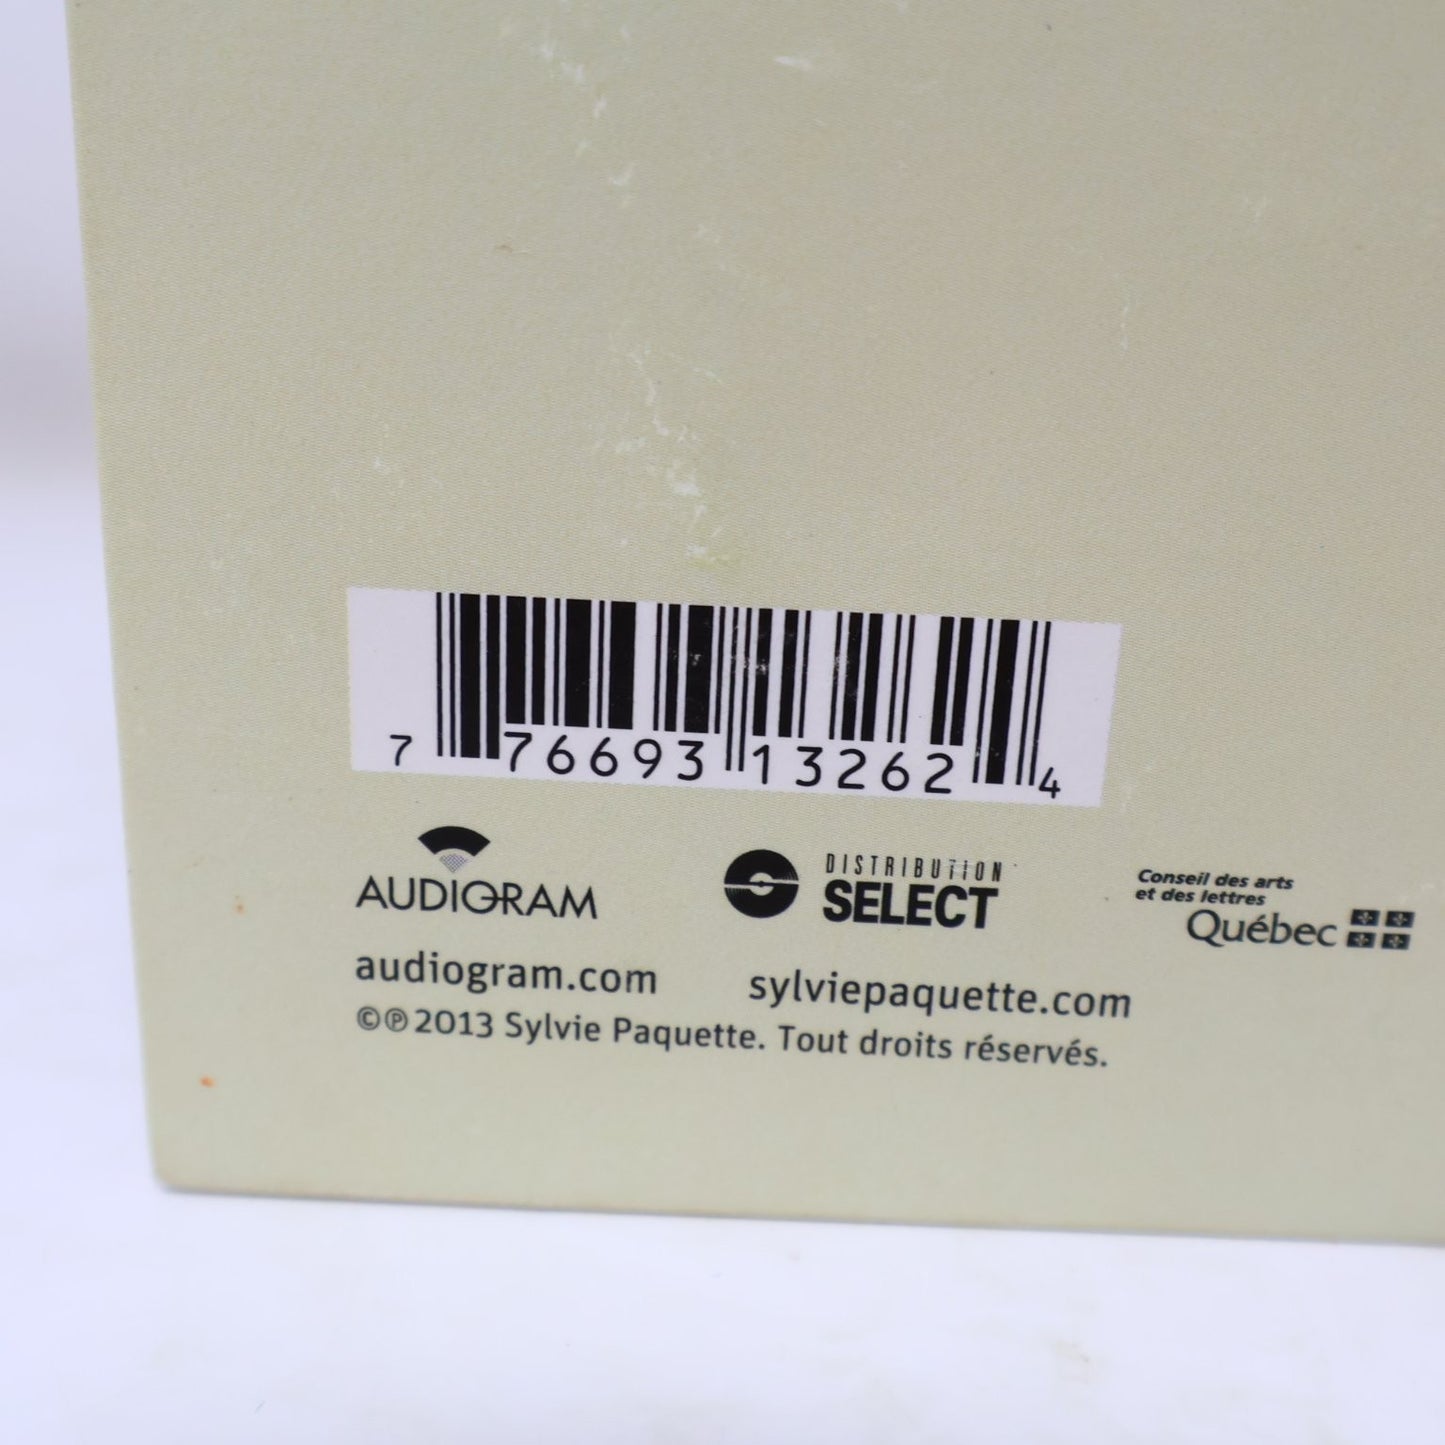 7 76693 13262 4
AUDIOGRAM
DISTRIBUTION
SELECT
Conseil des arts
et des lettres
Québec
audiogram.com
sylviepaquette.com
©℗2013 Sylvie Paquette. Tout droits réservés.